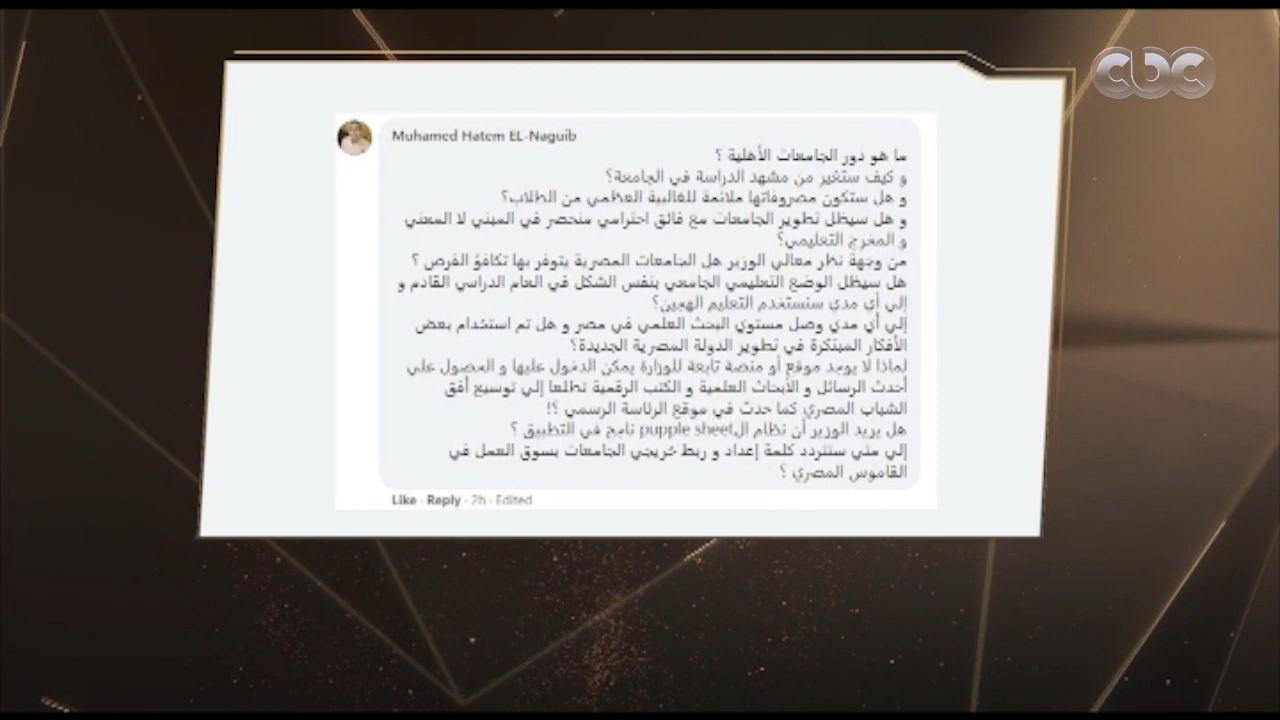 cbc
Muhamed Hatem EL-Naguib
ما هو دور الجامعات الأهلية ؟
و كيف ستغير من مشهد الدراسة في الجامعة؟
و هل ستكون مصروفاتها ملائمة للغالبية العظمي من الطلاب؟
و هل سيظل تطوير الجامعات مع فائق احترامي منحصر في المبني لا المعني
و المخرج التعليمي؟
من وجهة نظر معالي الوزير هل الجامعات المصرية يتوفر بها تكافؤ الفرص ؟
هل سيظل الوضع التعليمي الجامعي بنفس الشكل في العام الدراسي القادم و
إلي أي مدي سنستخدم التعليم الهجين؟
إلي أي مدي وصل مستوي البحث العلمي في مصر و هل تم استخدام بعض
الأفكار المبتكرة في تطوير الدولة المصرية الجديدة؟
لماذا لا يوجد موقع أو منصة تابعة للوزارة يمكن الدخول عليها و الحصول علي
أحدث الرسائل و الأبحاث العلمية و الكتب الرقمية تطلعا إلي توسيع أفق
الشباب المصري كما حدث في موقع الرئاسة الرسمي ؟!
هل يريد الوزير أن نظام الـpupple sheet ناجح في التطبيق ؟
إلي متي ستتردد كلمة إعداد و ربط خريجي الجامعات بسوق العمل في
القاموس المصري ؟
Like · Reply · 2h · Edited